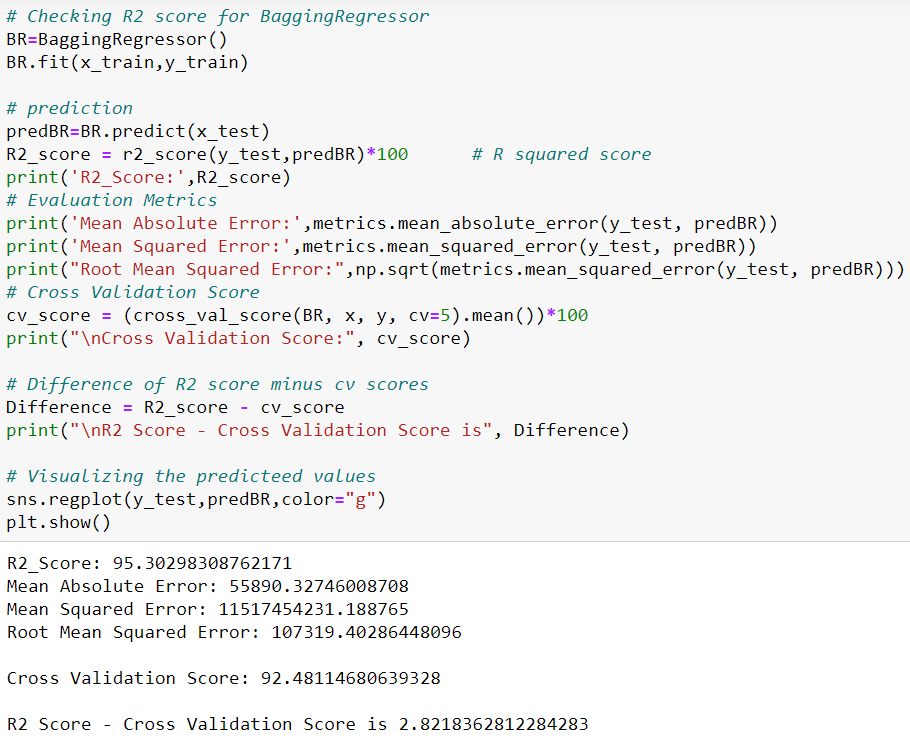 # Checking R2 score for BaggingRegressor
BR=BaggingRegressor()
BR.fit(x_train,y_train)
# prediction
predBR=BR.predict(x_test)
R2_score = r2_score(y_test,predBR)*100      # R squared score
print('R2_Score:',R2_score)
# Evaluation Metrics
print('Mean Absolute Error:',metrics.mean_absolute_error(y_test, predBR))
print('Mean Squared Error:',metrics.mean_squared_error(y_test, predBR))
print("Root Mean Squared Error:",np.sqrt(metrics.mean_squared_error(y_test, predBR)))
# Cross Validation Score
cv_score = (cross_val_score(BR, x, y, cv=5).mean())*100
print("\nCross Validation Score:", cv_score)
# Difference of R2 score minus cv scores
Difference = R2_score - cv_score
print("\nR2 Score - Cross Validation Score is", Difference)
# Visualizing the predicteed values
sns.regplot(y_test,predBR,color="g")
plt.show()
R2_Score: 95.30298308762171
Mean Absolute Error: 55890.32746008708
Mean Squared Error: 11517454231.188765
Root Mean Squared Error: 107319.40286448096
Cross Validation Score: 92.48114680639328
R2 Score - Cross Validation Score is 2.8218362812284283